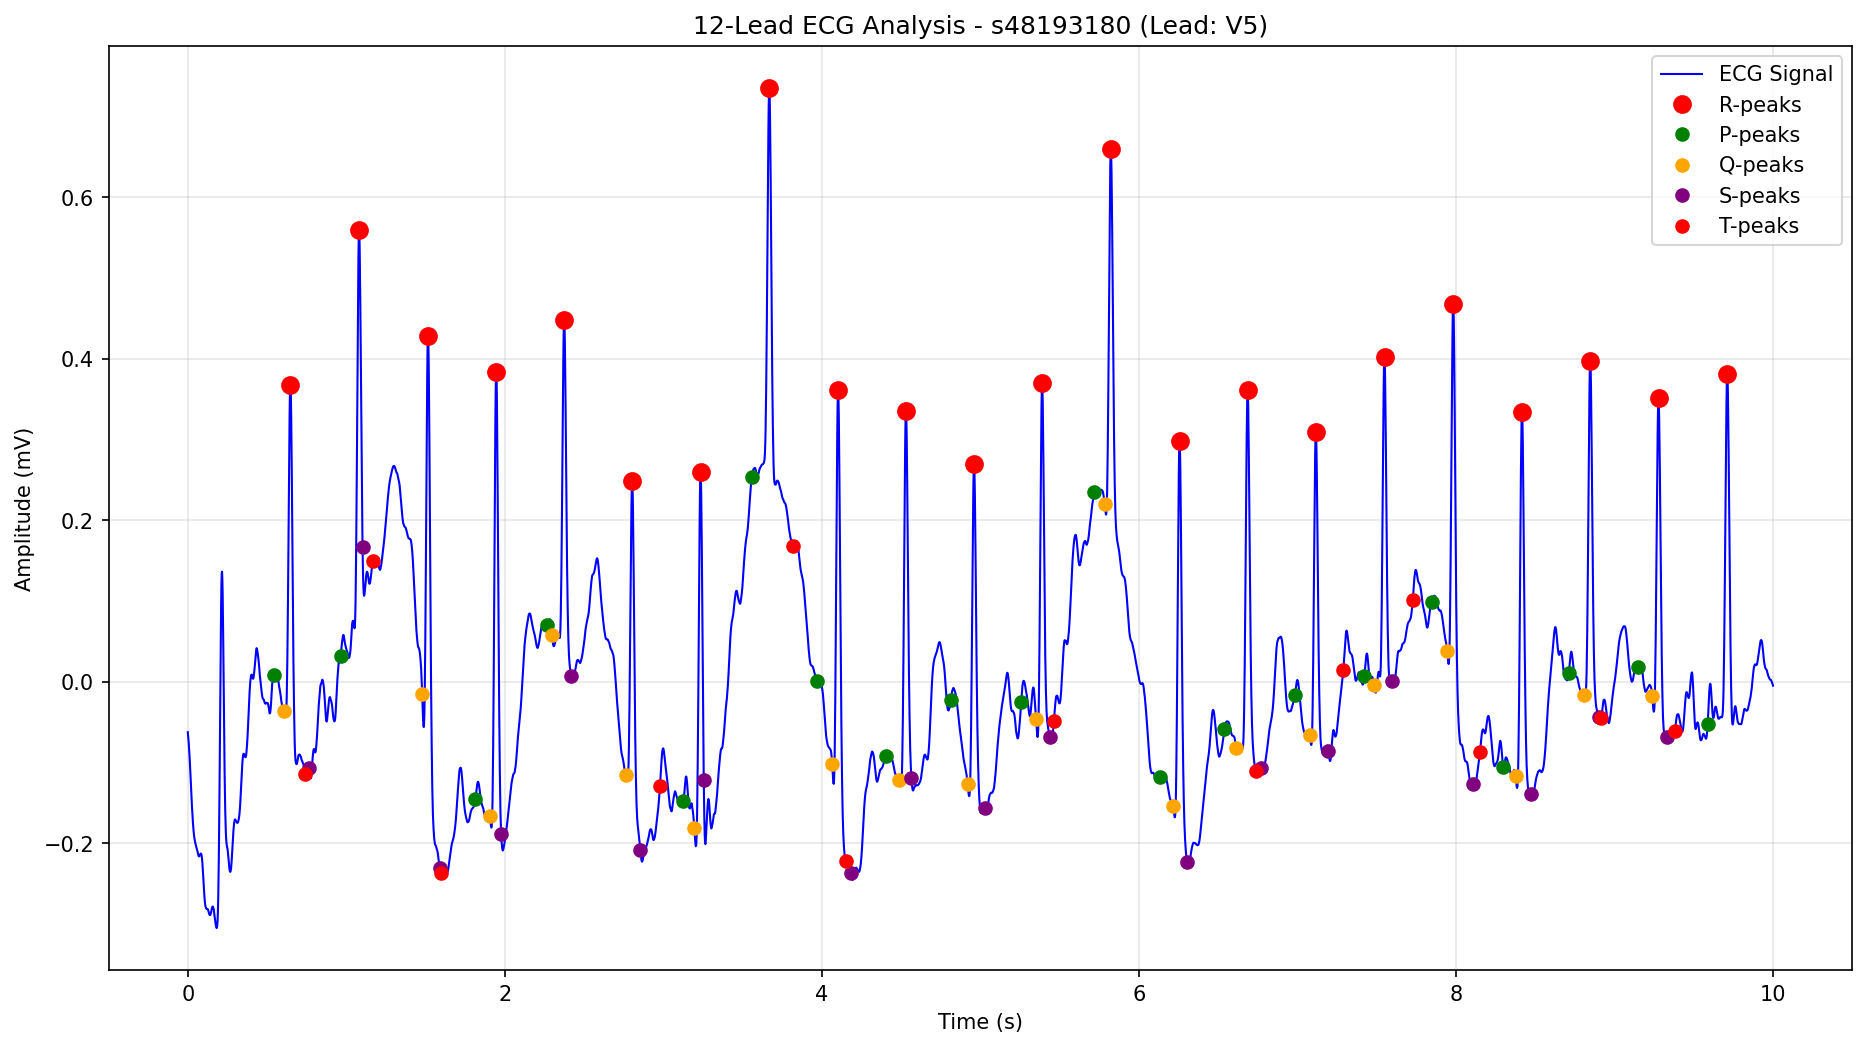 12-Lead ECG Analysis - s48193180 (Lead: V5)
ECG Signal
R-peaks
P-peaks
Q-peaks
S-peaks
T-peaks
Amplitude (mV)
0.6
0.4
0.2
0.0
−0.2
0 2 4 6 8 10
Time (s)